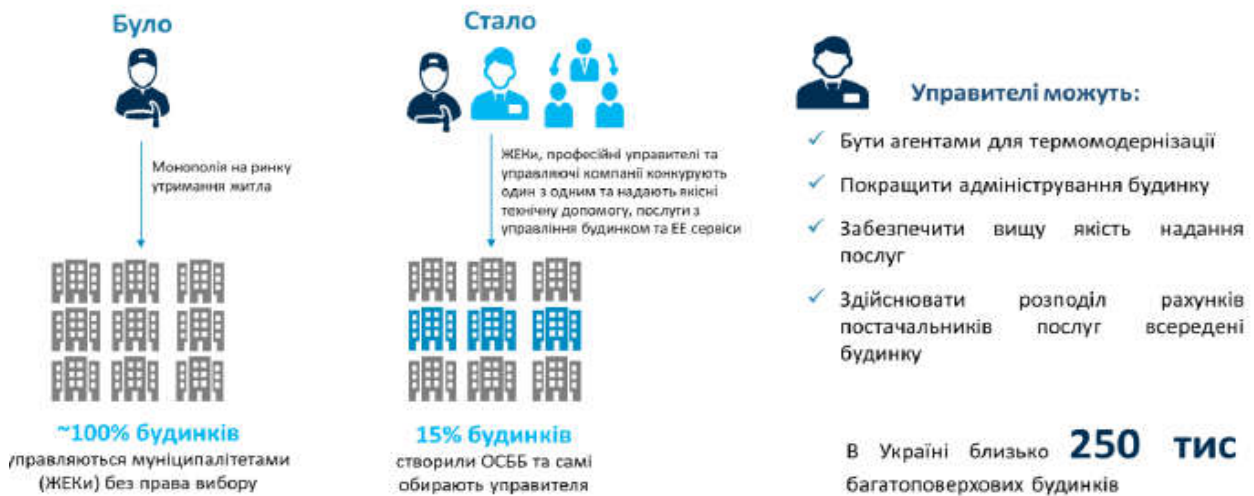 Було
Монополія на ринку
утримання житла
~100% будинків
управляються муніципалітетами
(ЖЕКи) без права вибору
Стало
ЖЕКи, професійні управителі та
управляючі компанії конкурують
один з одним та надають якісні
технічну допомогу, послуги з
управління будинком та ЕЕ сервіси
15% будинків
створили ОСББ та самі
обирають управителя
Управителі можуть:
✓ Бути агентами для термомодернізації
✓ Покращити адміністрування будинку
✓ Забезпечити вищу якість надання
послуг
✓ Здійснювати розподіл рахунків
постачальників послуг всередені
будинку
В Україні близько 250 тис
багатоповерхових будинків